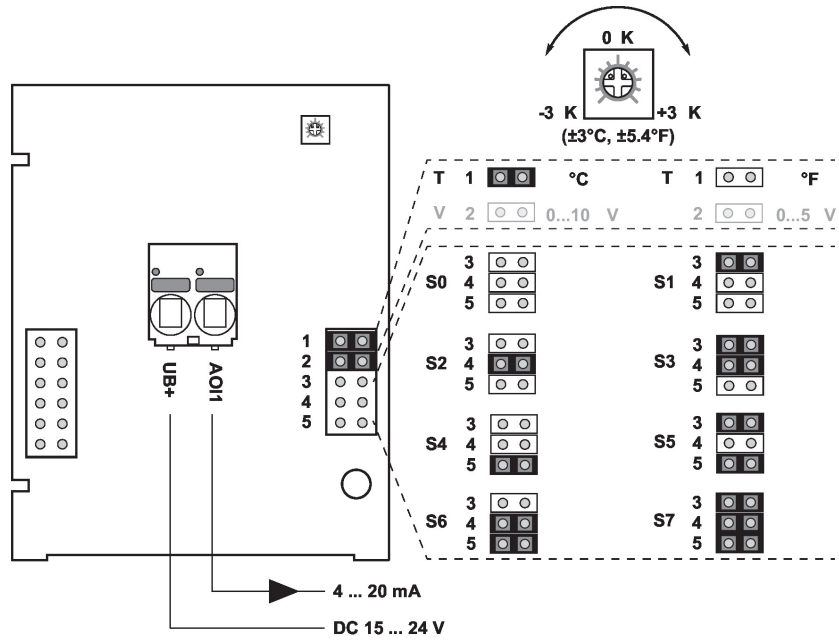 0 K
-3 K +3 K
(±3°C, ±5.4°F)
T 1 °C T 1 °F
V 2 0...10 V 2 0...5 V
S0 3 4 5
S1 3 4 5
S2 3 4 5
S3 3 4 5
S4 3 4 5
S5 3 4 5
S6 3 4 5
S7 3 4 5
1
2
3
4
5
UB+
AOI1
4 ... 20 mA
DC 15 ... 24 V